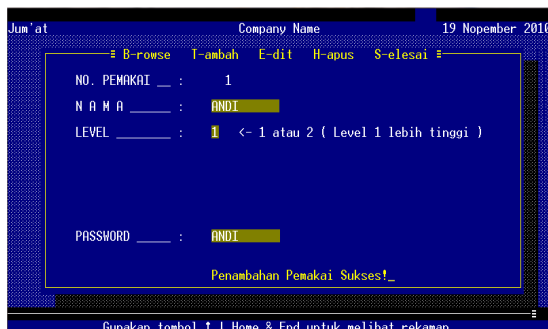 Jum'at Company Name 19 Nopember 2010
B-rowse T-ambah E-dit H-apus S-elesai
NO. PEMAKAI __ : 1
N A M A ______ : ANDI
LEVEL ________ : 1 <- 1 atau 2 ( Level 1 lebih tinggi )
PASSWORD _____ : ANDI
Penambahan Pemakai Sukses!_
Gunakan tombol ↑ ↓ Home & End untuk melihat rekaman